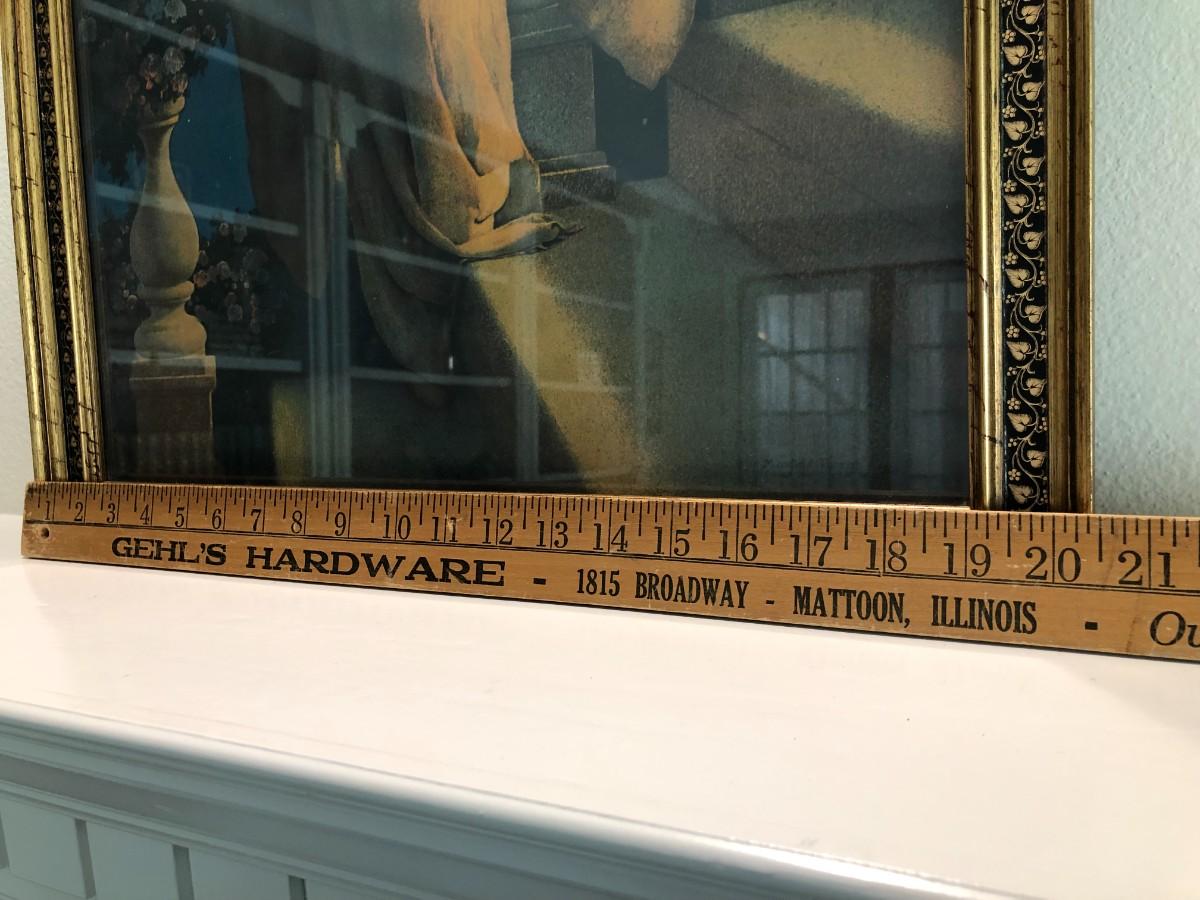 1 2 3 4 5 6 7 8 9 10 11 12 13 14 15 16 17 18 19 20 21
GEHL'S HARDWARE - 1815 BROADWAY - MATTOON, ILLINOIS -